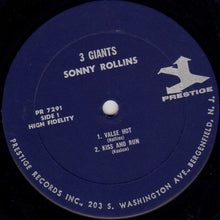 3 GIANTS
SONNY ROLLINS
PR 7291
SIDE 1
HIGH FIDELITY
PRESTIGE
1. VALSE HOT
(Rollins)
2. KISS AND RUN
(Koslow)
PRESTIGE RECORDS INC., 203 S. WASHINGTON AVE., BERGENFIELD, N. J.